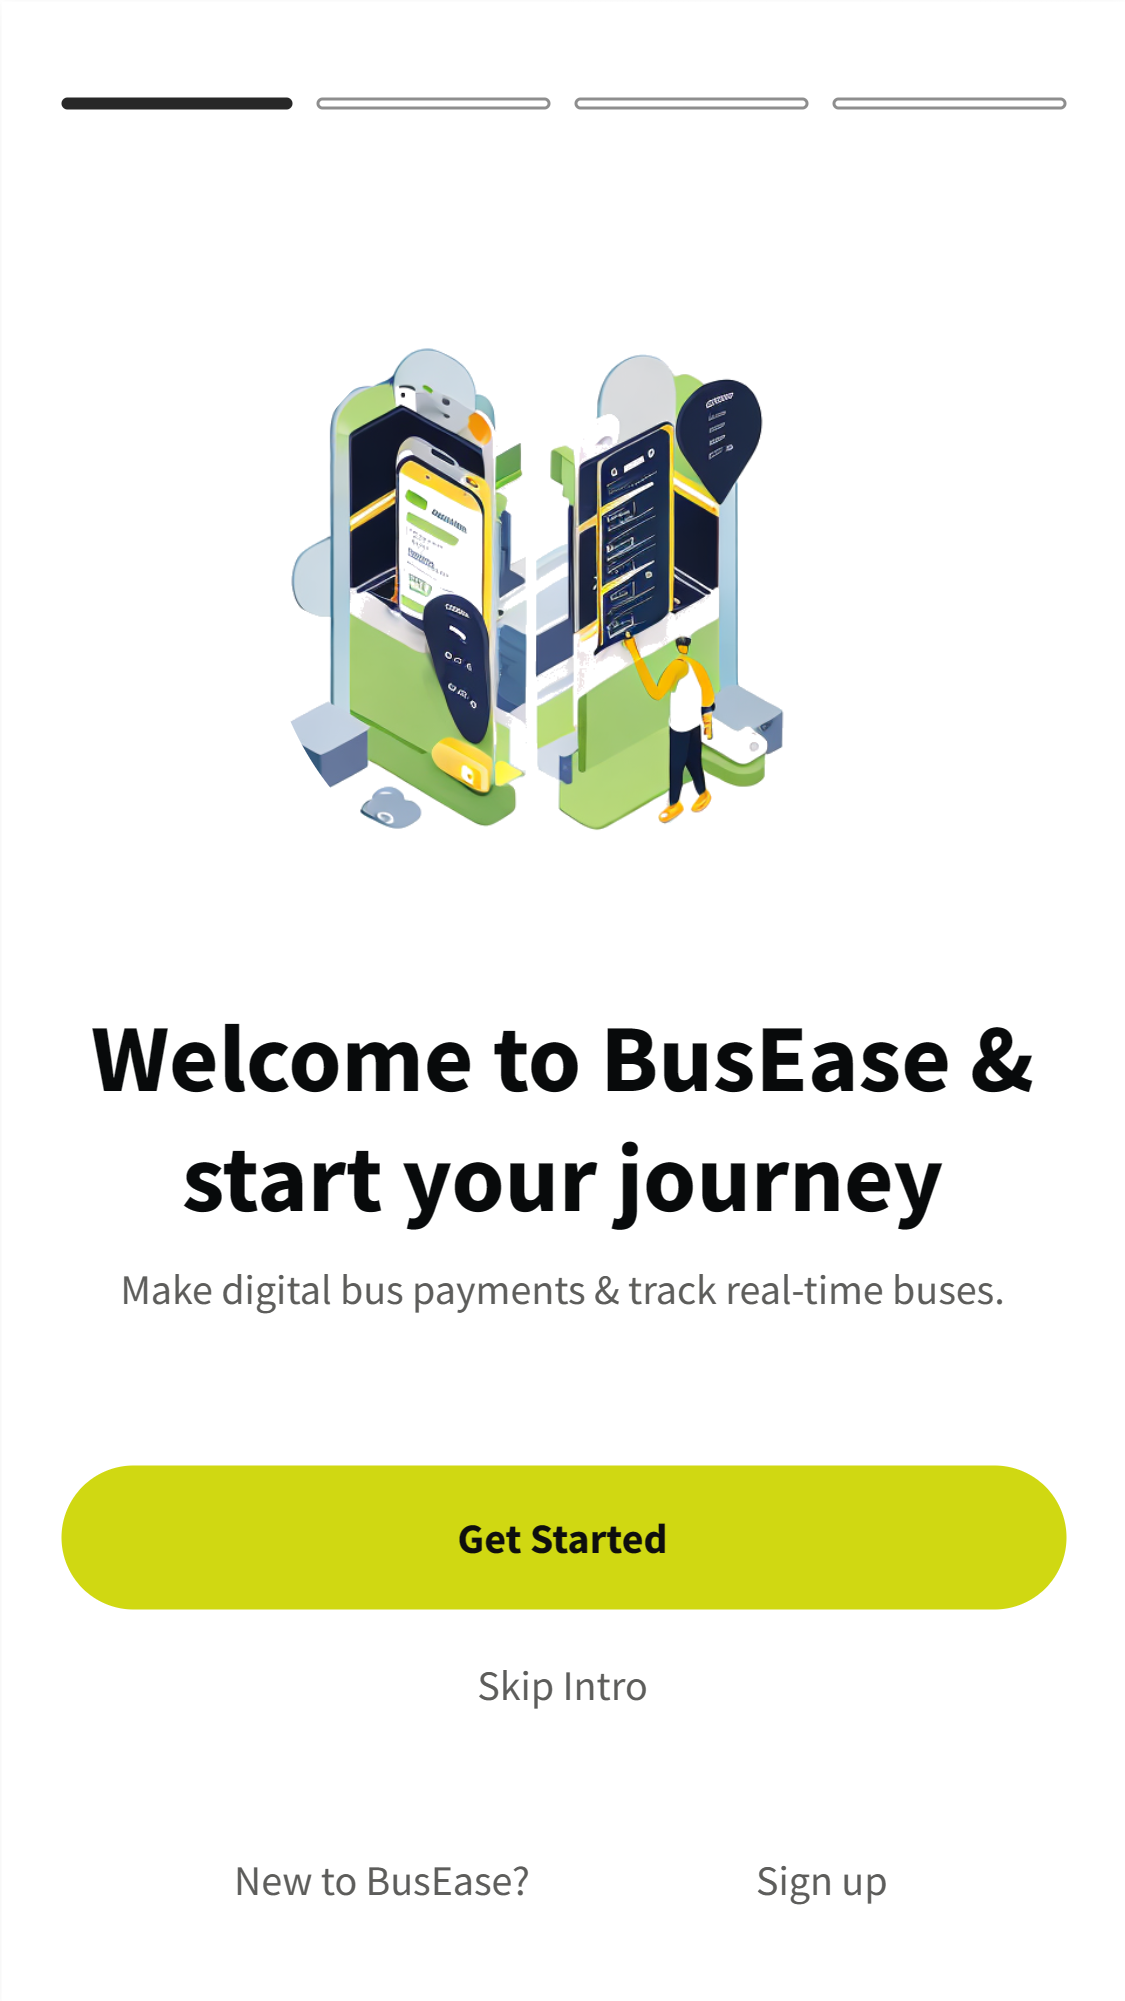 Welcome to BusEase &
start your journey
Make digital bus payments & track real-time buses.
Get Started
Skip Intro
New to BusEase? Sign up